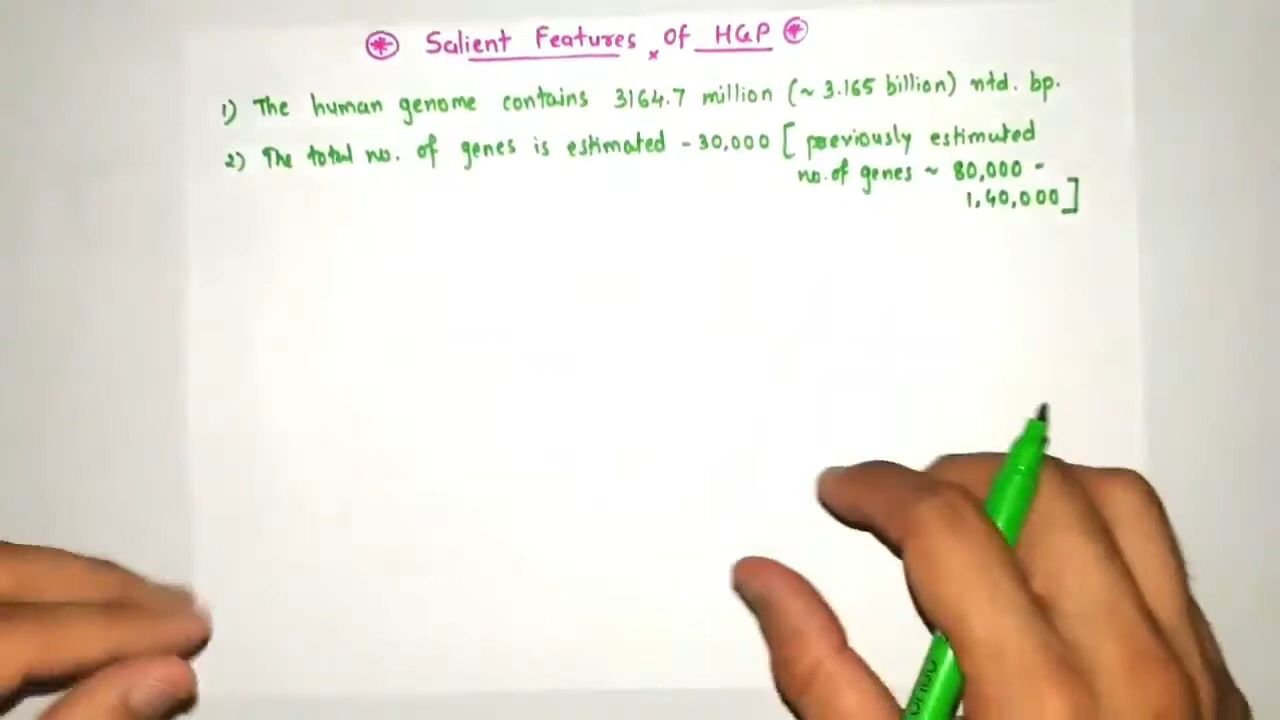 Salient Features of HGP
1) The human genome contains 3164.7 million (~ 3.165 billion) ntd. bp.
2) The total no. of genes is estimated - 30,000 [ previously estimated
no. of genes ~ 80,000 -
1,40,000 ]